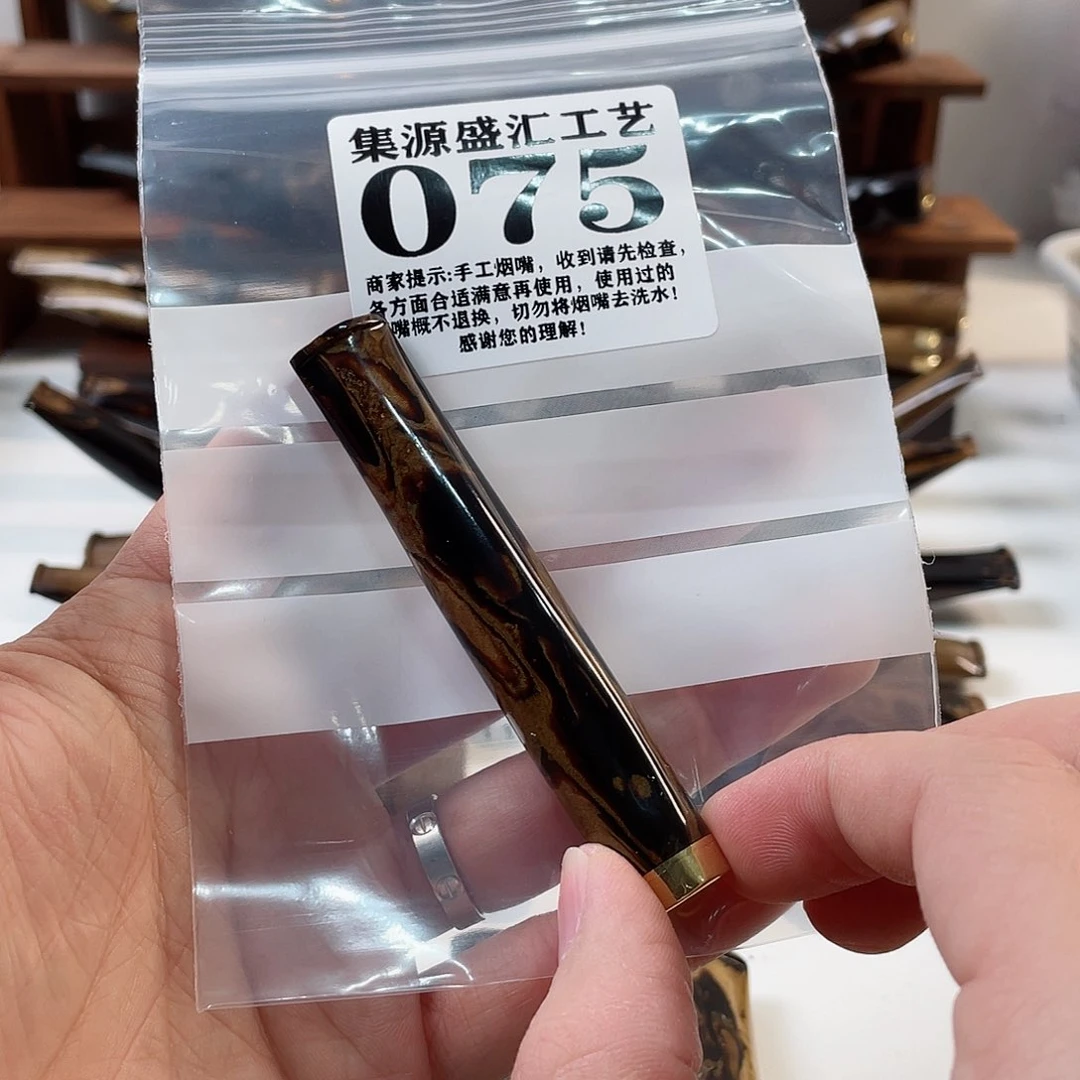 集源盛汇工艺
075
商家提示:手工烟嘴，收到请先检查，
各方面合适满意再使用，使用过的
嘴概不退换，切勿将烟嘴去洗水！
感谢您的理解！